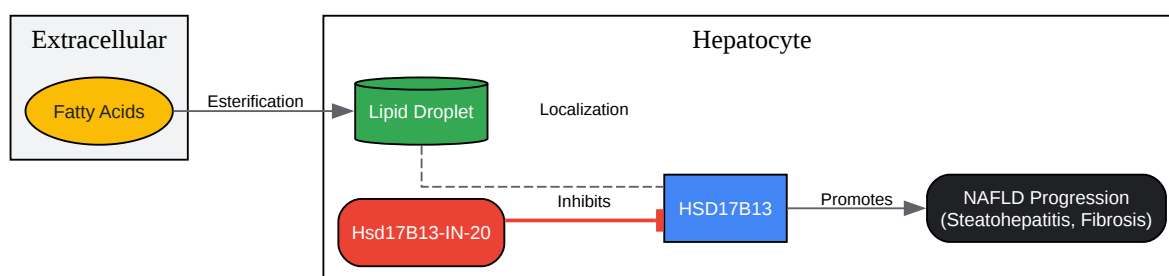 Extracellular
Hepatocyte
Fatty Acids
Esterification
Lipid Droplet
Localization
Hsd17B13-IN-20
Inhibits
HSD17B13
Promotes
NAFLD Progression
(Steatohepatitis, Fibrosis)